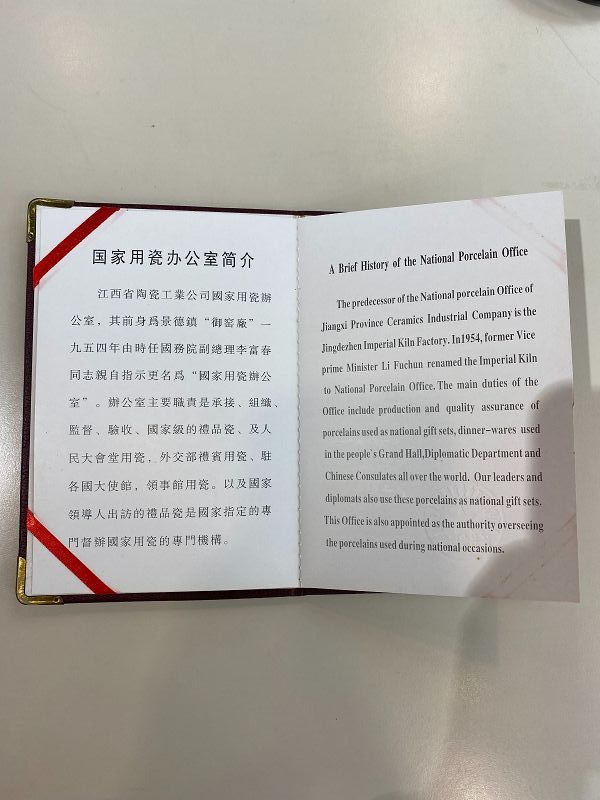 国家用瓷办公室简介
江西省陶瓷工業公司國家用瓷辦
公室，其前身爲景德鎮“御窑廠”一
九五四年由時任國務院副總理李富春
同志親自指示更名爲“國家用瓷辦公
室”。辦公室主要職責是承接、組織、
監督、驗收、國家級的禮品瓷、及人
民大會堂用瓷，外交部禮賓用瓷、駐
各國大使館，領事館用瓷。以及國家
領導人出訪的禮品瓷是國家指定的專
門督辦國家用瓷的專門機構。
A Brief History of the National Porcelain Office
The predecessor of the National porcelain Office of
Jiangxi Province Ceramics Industrial Company is the
Jingdezhen Imperial Kiln Factory. In1954, former Vice
prime Minister Li Fuchun renamed the Imperial Kiln
to National Porcelain Office. The main duties of the
Office include production and quality assurance of
porcelains used as national gift sets, dinner-wares used
in the people's Grand Hall,Diplomatic Department and
Chinese Consulates all over the world. Our leaders and
diplomats also use these porcelains as national gift sets.
This Office is also appointed as the authority overseeing
the porcelains used during national occasions.